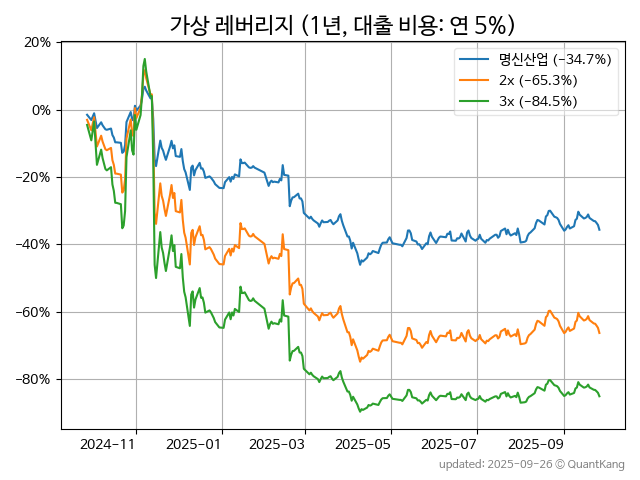 가상 레버리지 (1년, 대출 비용: 연 5%)
명신산업 (−34.7%)
2x (−65.3%)
3x (−84.5%)
20%
0%
−20%
−40%
−60%
−80%
2024-11
2025-01
2025-03
2025-05
2025-07
2025-09
updated: 2025-09-26 © QuantKang